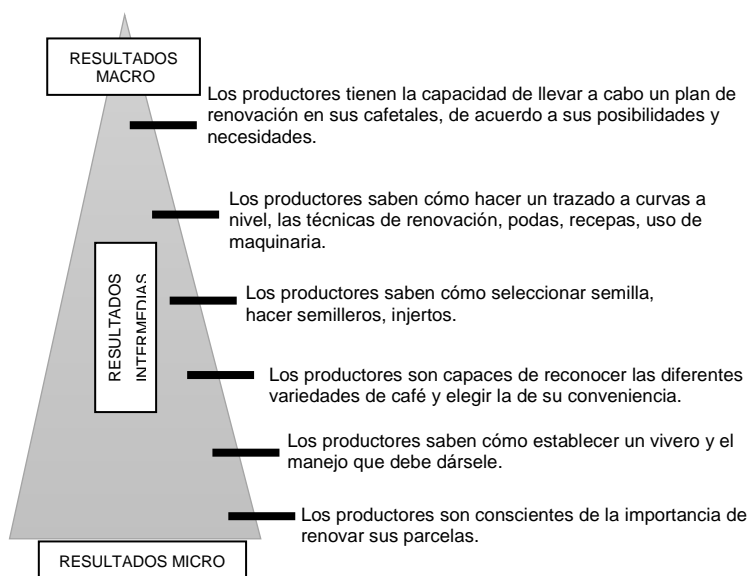 RESULTADOS
MACRO
Los productores tienen la capacidad de llevar a cabo un plan de
renovación en sus cafetales, de acuerdo a sus posibilidades y
necesidades.
Los productores saben cómo hacer un trazado a curvas a
nivel, las técnicas de renovación, podas, recepas, uso de
maquinaria.
RESULTADOS
INTERMEDIAS
Los productores saben cómo seleccionar semilla,
hacer semilleros, injertos.
Los productores son capaces de reconocer las diferentes
variedades de café y elegir la de su conveniencia.
Los productores saben cómo establecer un vivero y el
manejo que debe dársele.
Los productores son conscientes de la importancia de
renovar sus parcelas.
RESULTADOS MICRO